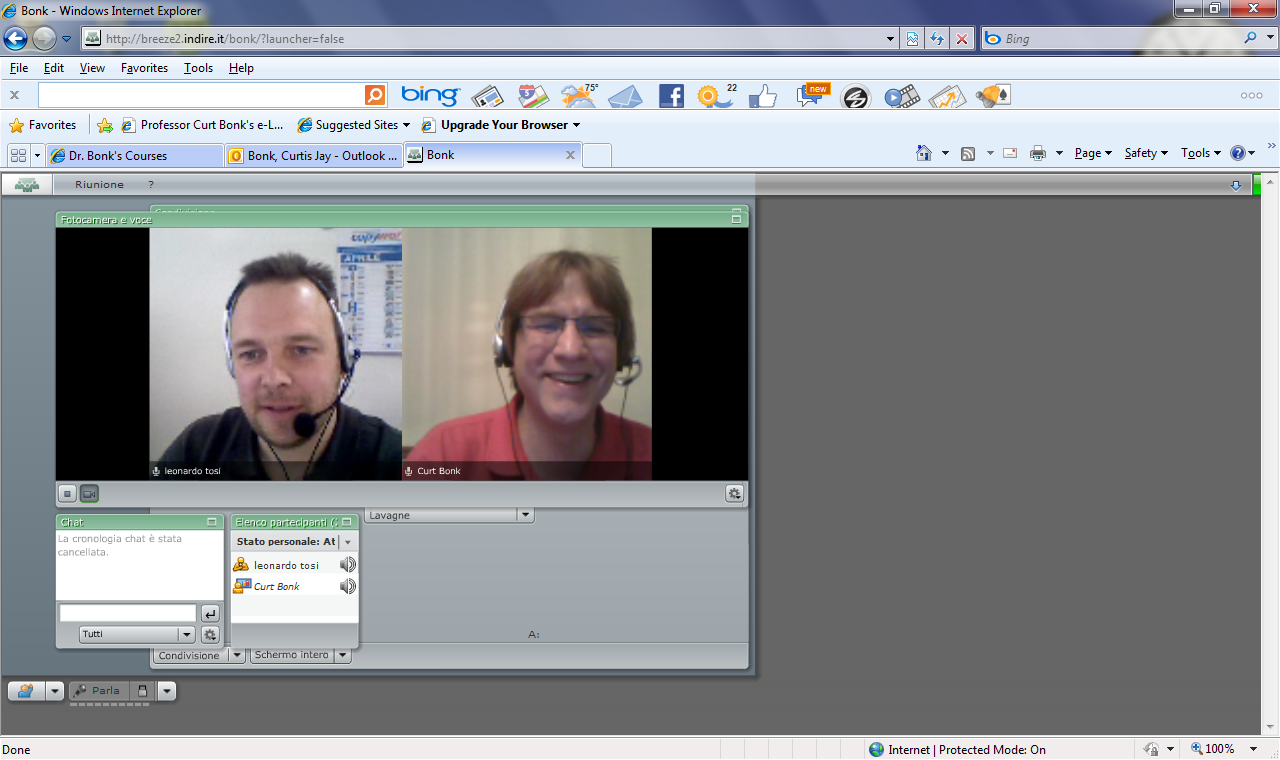 Bonk - Windows Internet Explorer
http://breeze2.indire.it/bonk/?launcher=false
Bing
File Edit View Favorites Tools Help
x bing 75° 22 new
Favorites Professor Curt Bonk's e-L... Suggested Sites Upgrade Your Browser
Dr. Bonk's Courses Bonk, Curtis Jay - Outlook ... Bonk Page Safety Tools
Riunione ?
Condivisione
Fotocamera e voce
APRILE
leonardo tosi Curt Bonk
Lavagne
Chat Elenco partecipanti (
La cronologia chat è stata
cancellata.
Stato personale: At
leonardo tosi
Curt Bonk
Tutti
A:
Condivisione Schermo intero
Parla
Done Internet | Protected Mode: On 100%